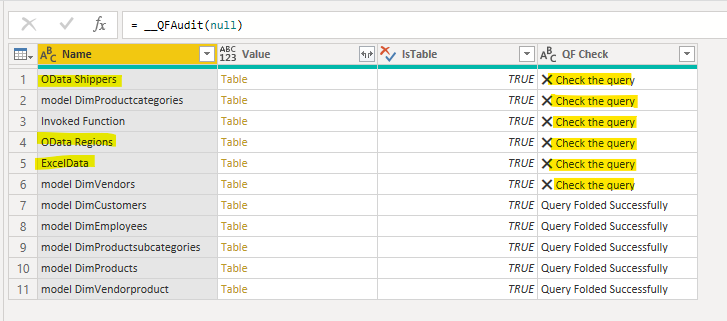 = __QFAudit(null)
ABC Name ABC 123 Value IsTable ABC QF Check
1 OData Shippers Table TRUE ✕ Check the query
2 model DimProductcategories Table TRUE ✕ Check the query
3 Invoked Function Table TRUE ✕ Check the query
4 OData Regions Table TRUE ✕ Check the query
5 ExcelData Table TRUE ✕ Check the query
6 model DimVendors Table TRUE ✕ Check the query
7 model DimCustomers Table TRUE Query Folded Successfully
8 model DimEmployees Table TRUE Query Folded Successfully
9 model DimProductsubcategories Table TRUE Query Folded Successfully
10 model DimProducts Table TRUE Query Folded Successfully
11 model DimVendorproduct Table TRUE Query Folded Successfully